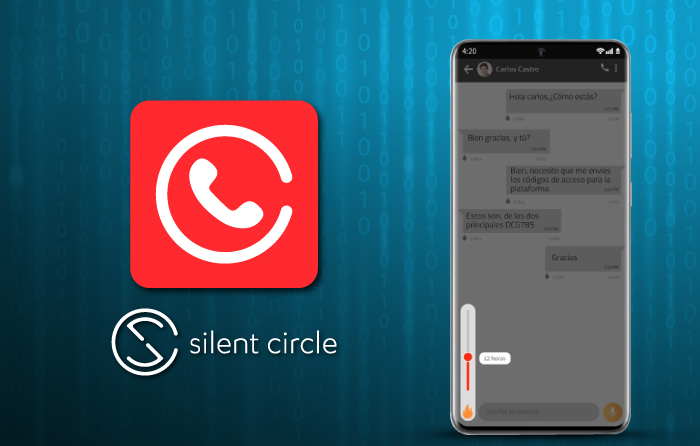 4:20
Carlos Castro
Hola carlos,¿Cómo estás?
Bien gracias, y tú?
Bien, necesito que me envíes
los códigos de acceso para la
plataforma
Estos son, de las dos
principales DCG785
Gracias
12 horas
silent circle